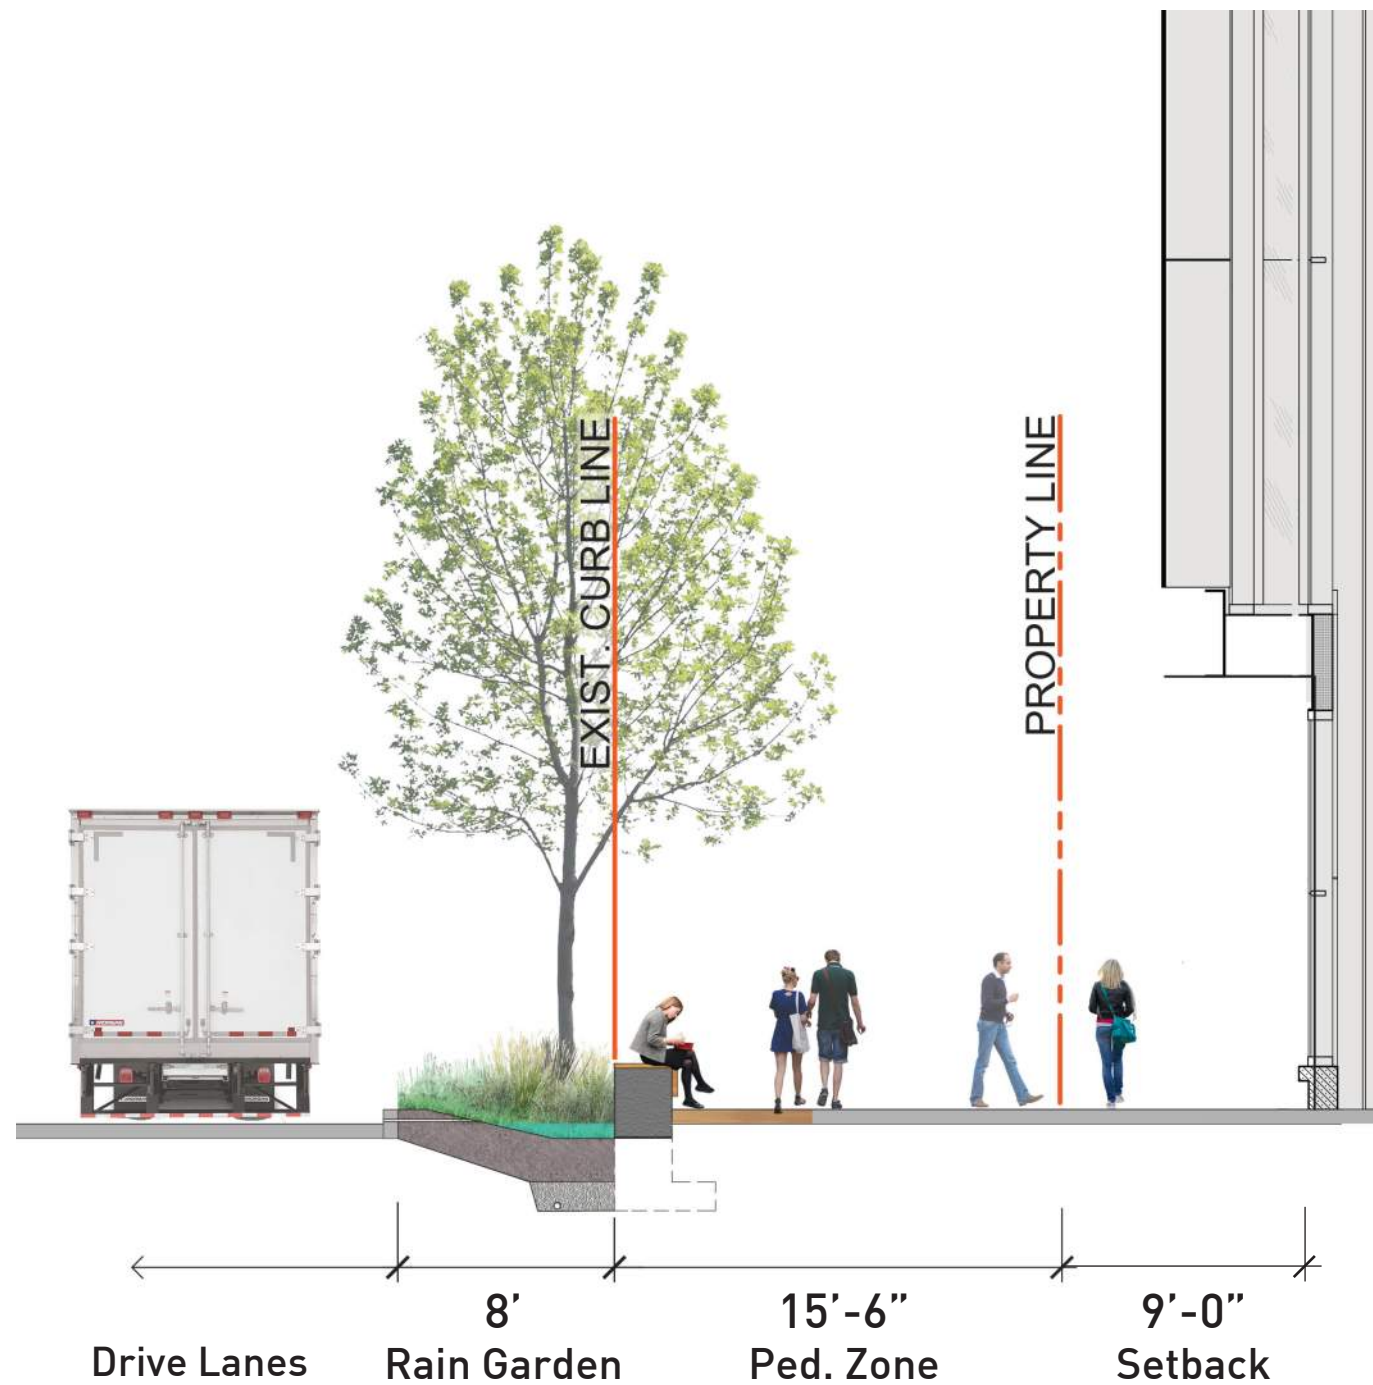 EXIST. CURB LINE
PROPERTY LINE
8’
15’-6”
9’-0”
Drive Lanes
Rain Garden
Ped. Zone
Setback